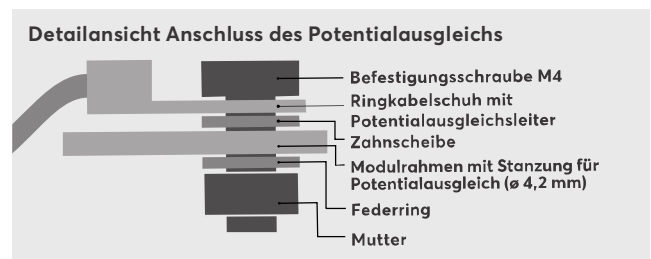 Detailansicht Anschluss des Potentialausgleichs
Befestigungsschraube M4
Ringkabelschuh mit
Potentialausgleichsleiter
Zahnscheibe
Modulrahmen mit Stanzung für
Potentialausgleich (ø 4,2 mm)
Federring
Mutter